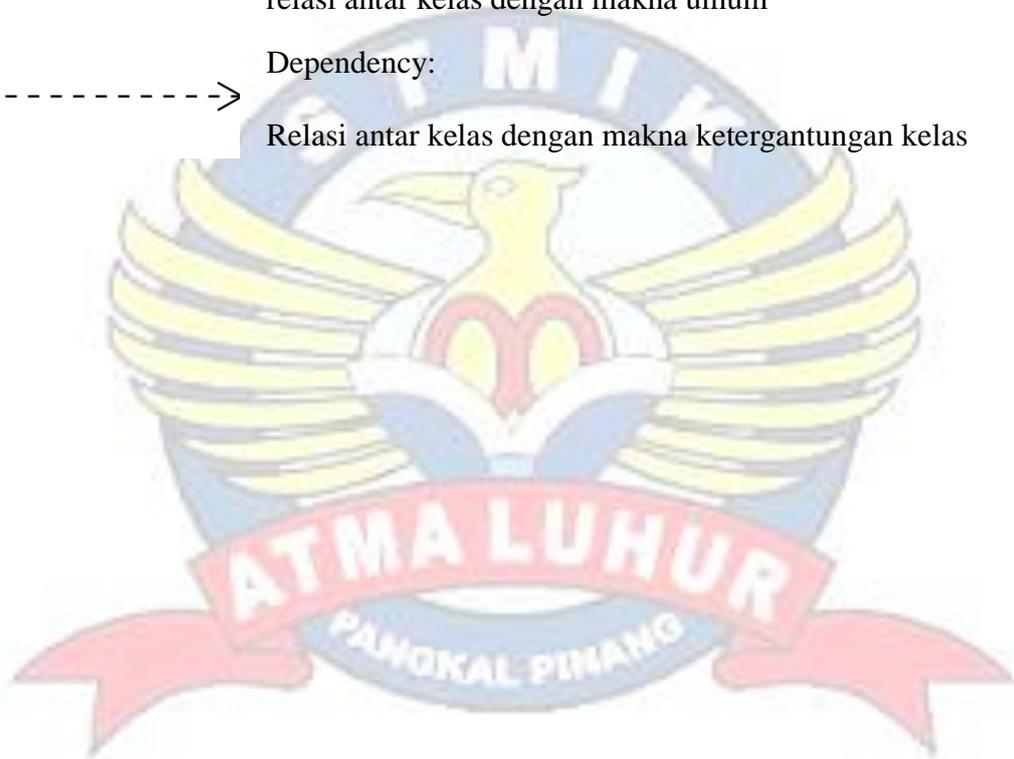 relasi antar kelas dengan makna umum
Dependency:
Relasi antar kelas dengan makna ketergantungan kelas
STMIK
ATMA LUHUR
PANGKAL PINANG